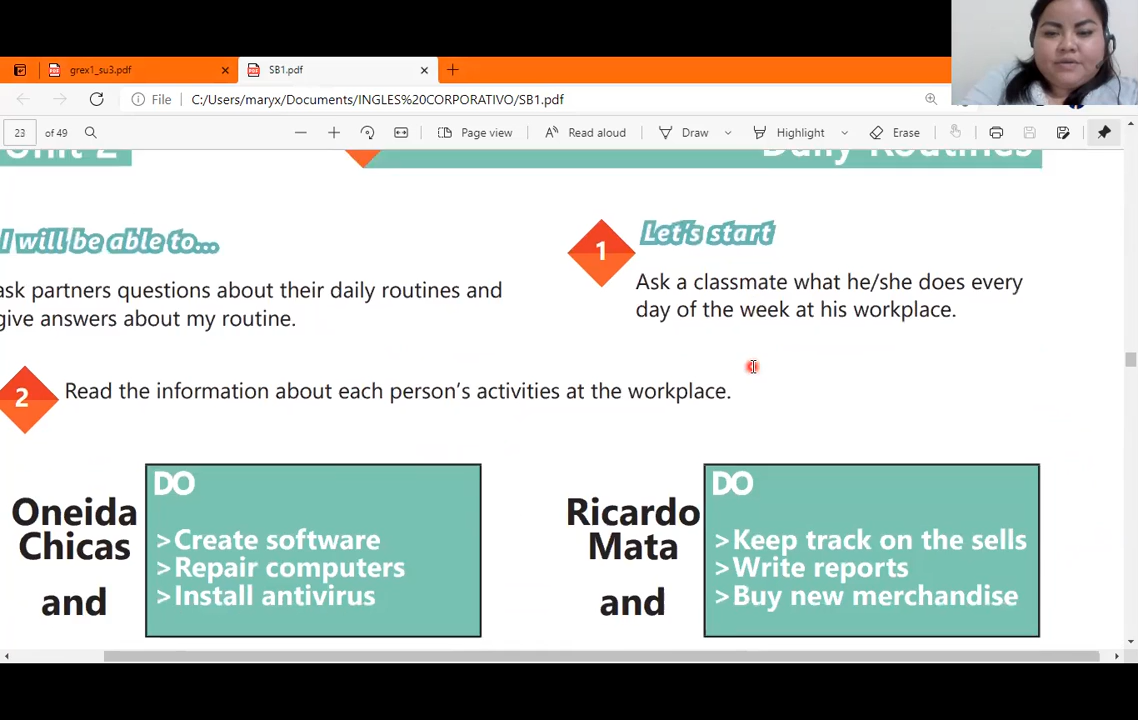 grex1_su3.pdf
SB1.pdf
File C:/Users/maryx/Documents/INGLES%20CORPORATIVO/SB1.pdf
23 of 49 Page view Read aloud Draw Highlight Erase
Unit 2 Daily Routines
I will be able to...
ask partners questions about their daily routines and
give answers about my routine.
1
Let's start
Ask a classmate what he/she does every
day of the week at his workplace.
2 Read the information about each person's activities at the workplace.
Oneida
Chicas
and
DO
>Create software
>Repair computers
>Install antivirus
Ricardo
Mata
and
DO
>Keep track on the sells
>Write reports
>Buy new merchandise